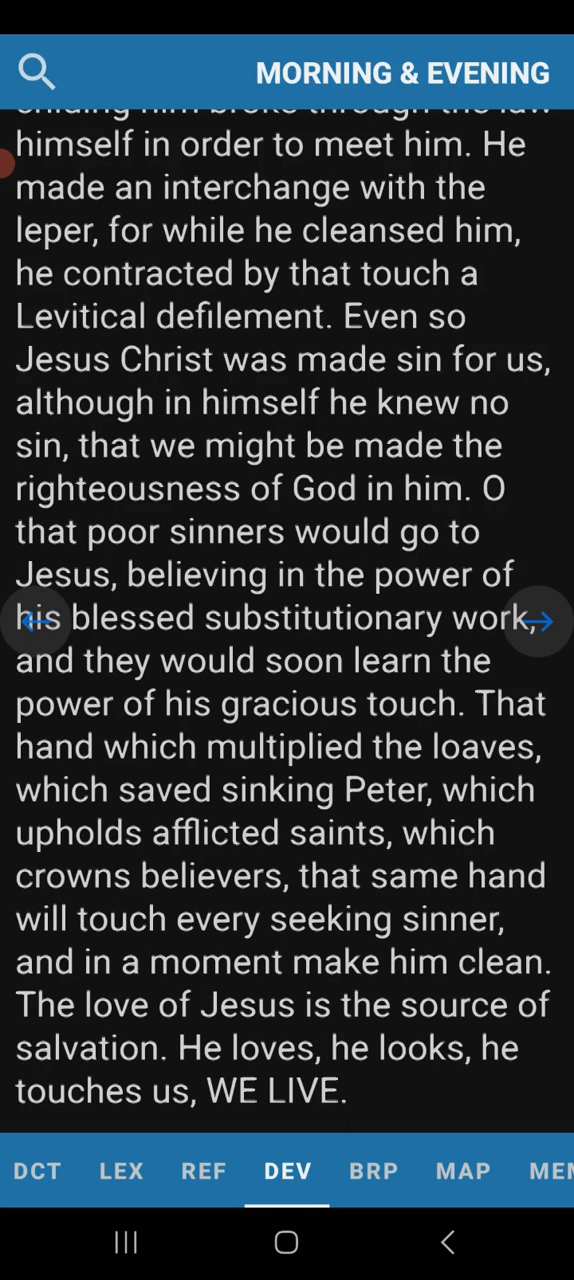 MORNING & EVENING
himself in order to meet him. He
made an interchange with the
leper, for while he cleansed him,
he contracted by that touch a
Levitical defilement. Even so
Jesus Christ was made sin for us,
although in himself he knew no
sin, that we might be made the
righteousness of God in him. O
that poor sinners would go to
Jesus, believing in the power of
his blessed substitutionary work,
and they would soon learn the
power of his gracious touch. That
hand which multiplied the loaves,
which saved sinking Peter, which
upholds afflicted saints, which
crowns believers, that same hand
will touch every seeking sinner,
and in a moment make him clean.
The love of Jesus is the source of
salvation. He loves, he looks, he
touches us, WE LIVE.
DCT LEX REF DEV BRP MAP